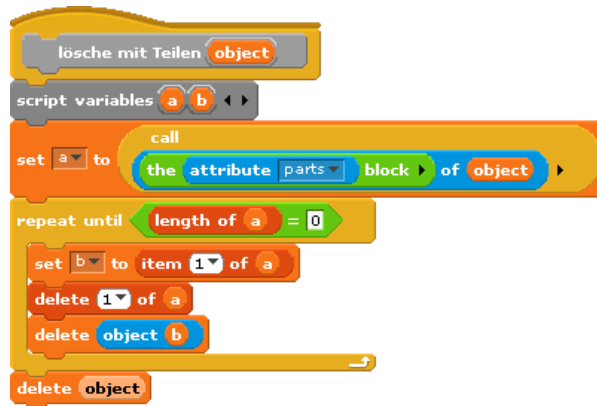 lösche mit Teilen object
script variables a b
call
set a to the attribute parts block of object
repeat until length of a = 0
set b to item 1 of a
delete 1 of a
delete object b
delete object